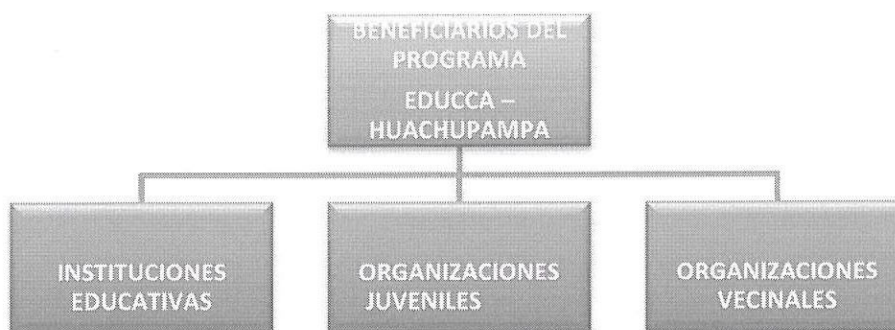 BENEFICIARIOS DEL
PROGRAMA
EDUCCA –
HUACHUPAMPA
INSTITUCIONES
EDUCATIVAS
ORGANIZACIONES
JUVENILES
ORGANIZACIONES
VECINALES